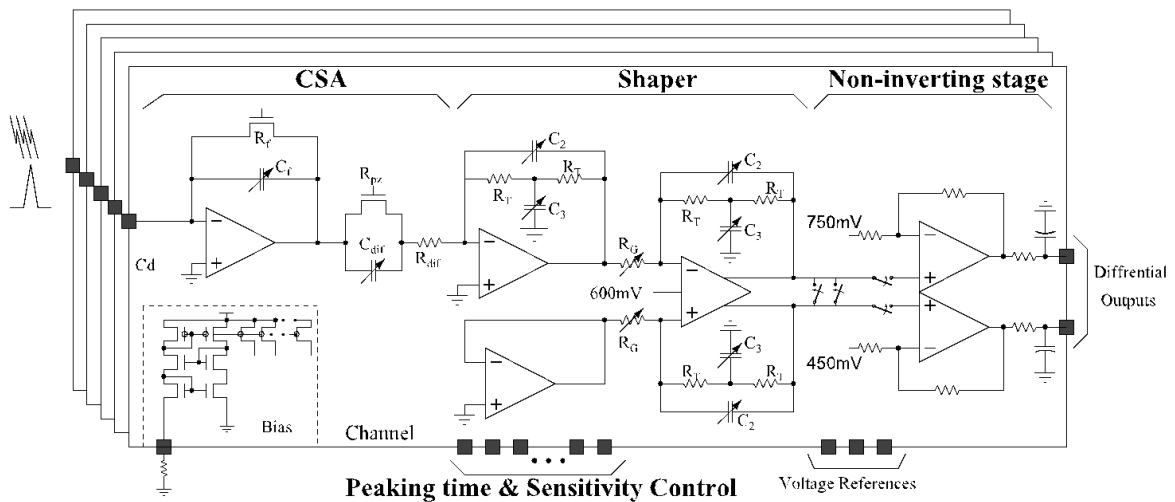 CSA
Shaper
Non-inverting stage
Rf
Cf
Rpz
Cdif
Rdif
Cd
C2
RT
RT
C3
RG
600mV
RG
C2
RT
RT
C3
C3
RT
RT
C2
750mV
450mV
Diffrential
Outputs
Bias
Channel
Peaking time & Sensitivity Control
Voltage References